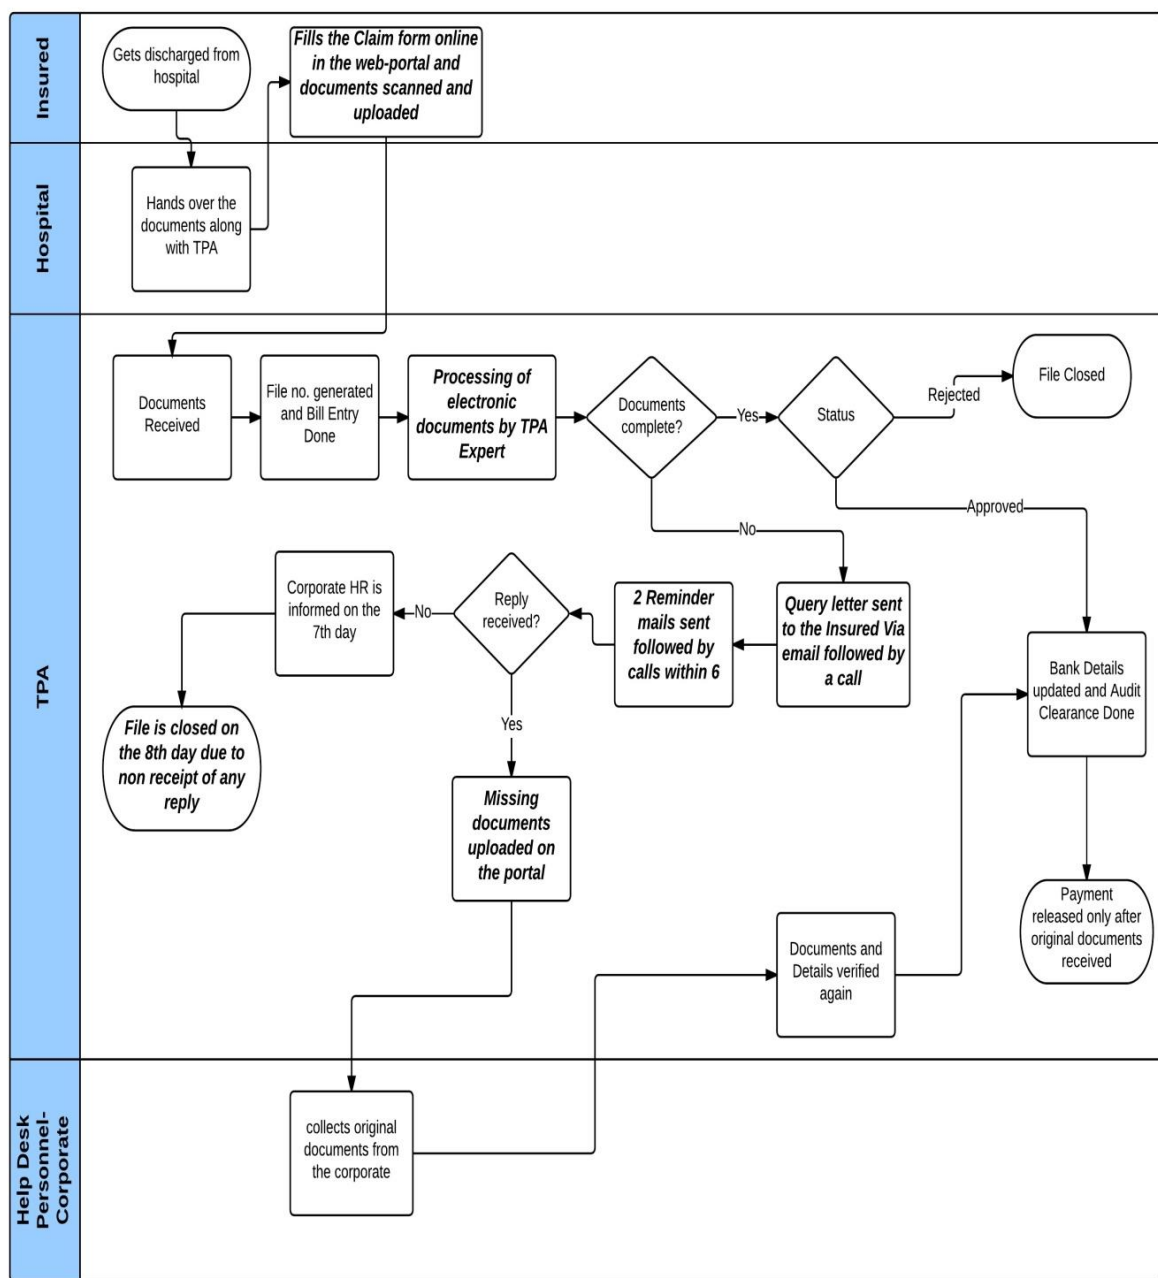 Insured
Gets discharged from
hospital
Fills the Claim form online
in the web-portal and
documents scanned and
uploaded
Hospital
Hands over the
documents along
with TPA
TPA
Documents
Received
File no. generated
and Bill Entry
Done
Processing of
electronic
documents by TPA
Expert
Documents
complete?
Yes
Status
Rejected
File Closed
Approved
No
Corporate HR is
informed on the
7th day
No
Reply
received?
2 Reminder
mails sent
followed by
calls within 6
Query letter sent
to the Insured Via
email followed by
a call
Bank Details
updated and Audit
Clearance Done
File is closed on
the 8th day due to
non receipt of any
reply
Yes
Missing
documents
uploaded on
the portal
Payment
released only after
original documents
received
Documents and
Details verified
again
Help Desk
Personnel-
Corporate
collects original
documents from
the corporate